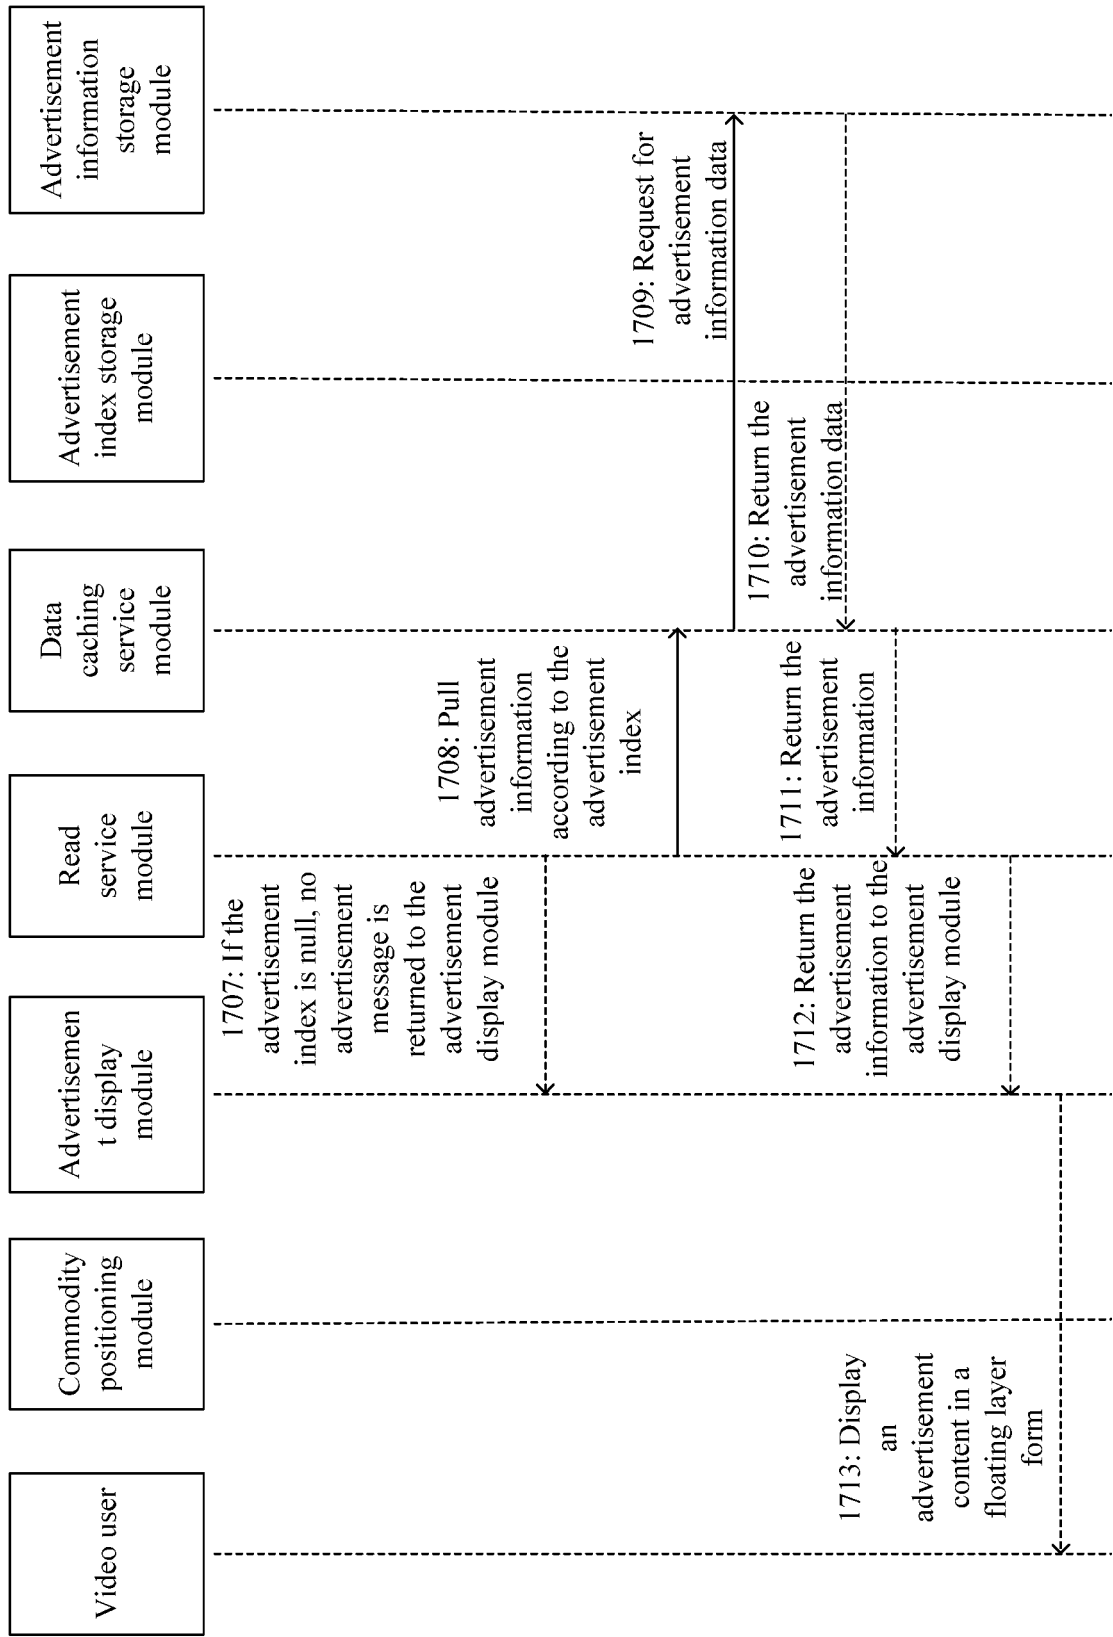 Video user
Commodity
positioning
module
Advertisemen
t display
module
Read
service
module
Data
caching
service
module
Advertisement
index storage
module
Advertisement
information
storage
module
1707: If the
advertisement
index is null, no
advertisement
message is
returned to the
advertisement
display module
1708: Pull
advertisement
information
according to the
advertisement
index
1709: Request for
advertisement
information data
1710: Return the
advertisement
information data
1711: Return the
advertisement
information
1712: Return the
advertisement
information to the
advertisement
display module
1713: Display
an
advertisement
content in a
floating layer
form